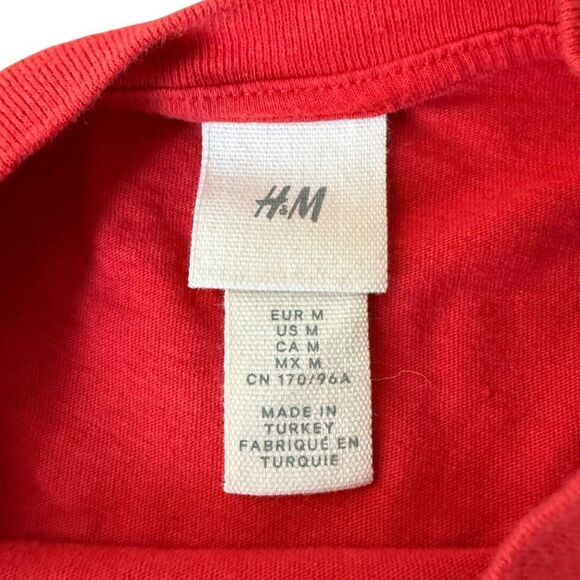 H&M
EUR M
US M
CA M
MX M
CN 170/96A
MADE IN
TURKEY
FABRIQUÉ EN
TURQUIE